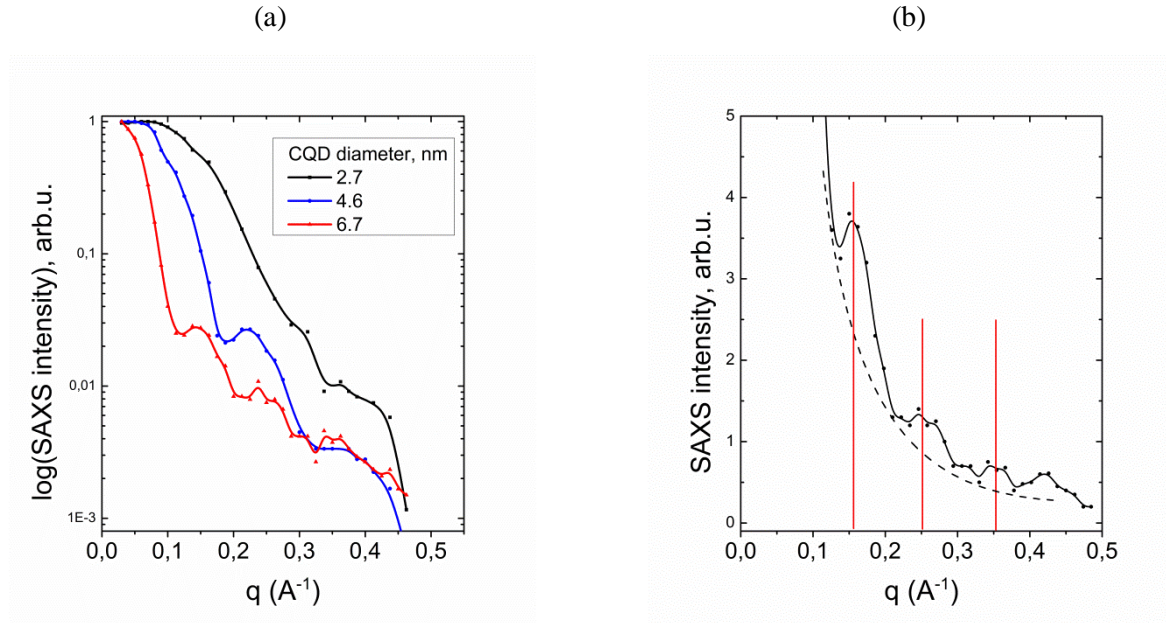 (a)
(b)
log(SAXS intensity), arb.u.
1
0,1
0,01
1E-3
CQD diameter, nm
2.7
4.6
6.7
0,0 0,1 0,2 0,3 0,4 0,5
q (A⁻¹)
SAXS intensity, arb.u.
5
4
3
2
1
0
0,0 0,1 0,2 0,3 0,4 0,5
q (A⁻¹)